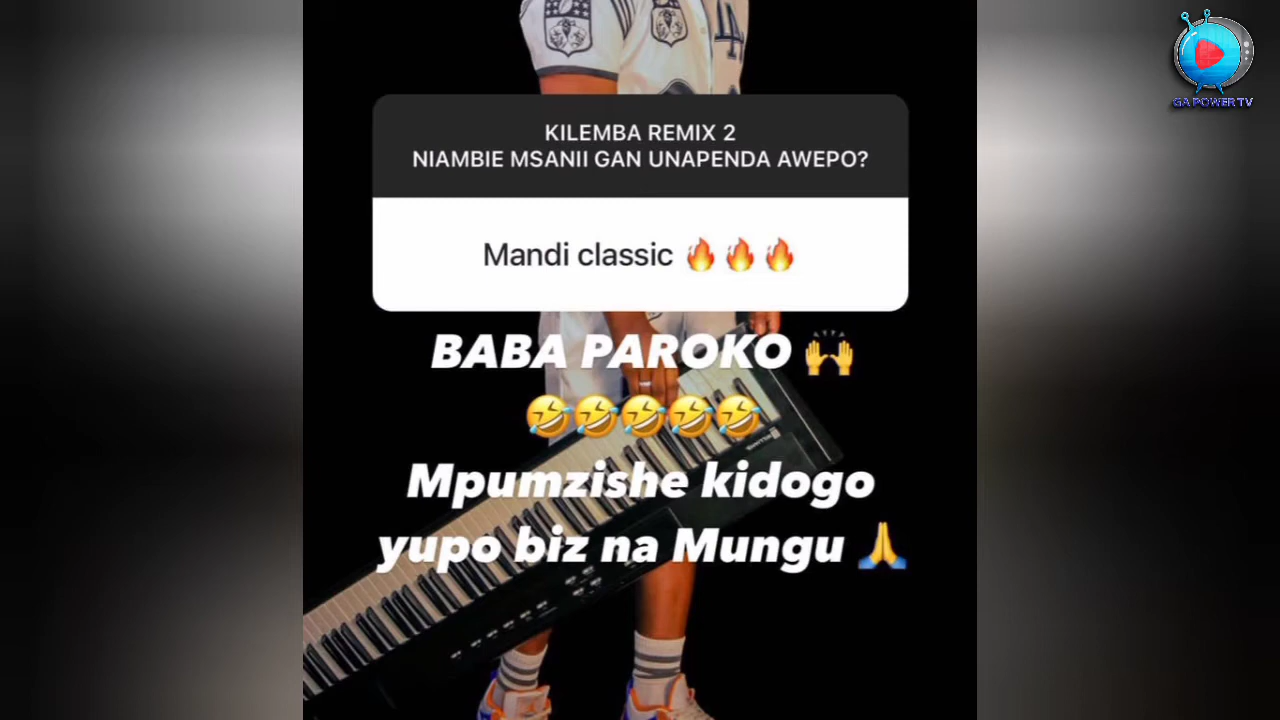 GA POWER TV
KILEMBA REMIX 2
NIAMBIE MSANII GAN UNAPENDA AWEPO?
Mandi classic 🔥🔥🔥
BABA PAROKO 🙌
🤣🤣🤣🤣🤣
Mpumzishe kidogo
yupo biz na Mungu 🙏